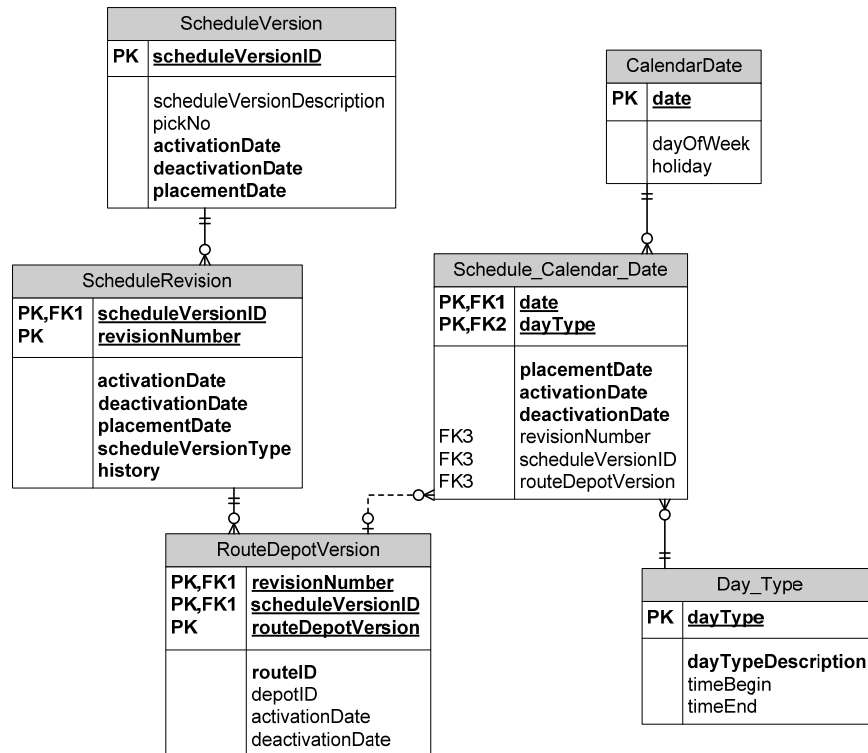 ScheduleVersion
PK scheduleVersionID
scheduleVersionDescription
pickNo
activationDate
deactivationDate
placementDate
CalendarDate
PK date
dayOfWeek
holiday
ScheduleRevision
PK,FK1 scheduleVersionID
PK revisionNumber
activationDate
deactivationDate
placementDate
scheduleVersionType
history
Schedule_Calendar_Date
PK,FK1 date
PK,FK2 dayType
placementDate
activationDate
deactivationDate
FK3 revisionNumber
FK3 scheduleVersionID
FK3 routeDepotVersion
RouteDepotVersion
PK,FK1 revisionNumber
PK,FK1 scheduleVersionID
PK routeDepotVersion
routeID
depotID
activationDate
deactivationDate
Day_Type
PK dayType
dayTypeDescription
timeBegin
timeEnd